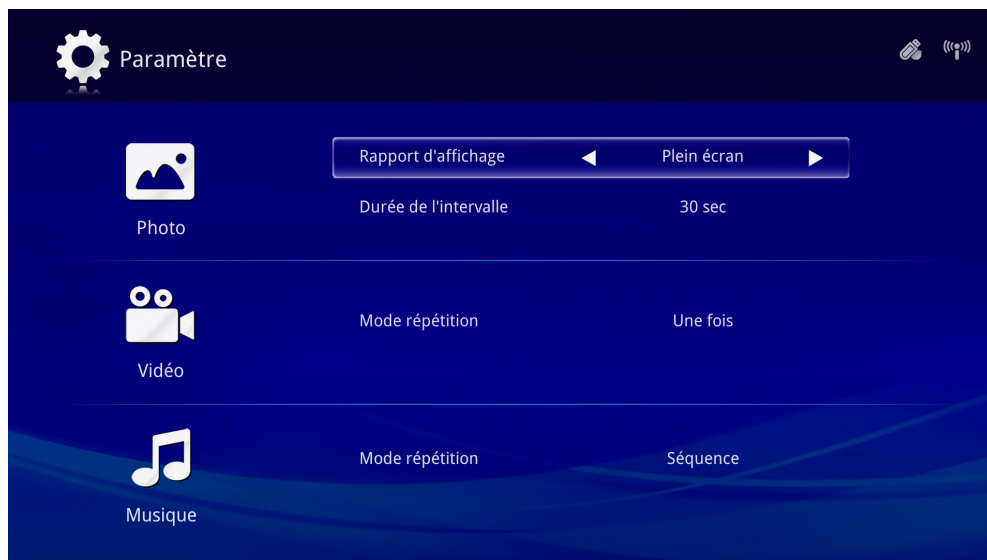 Paramètre
Rapport d'affichage Plein écran
Durée de l'intervalle 30 sec
Photo
Mode répétition Une fois
Vidéo
Mode répétition Séquence
Musique